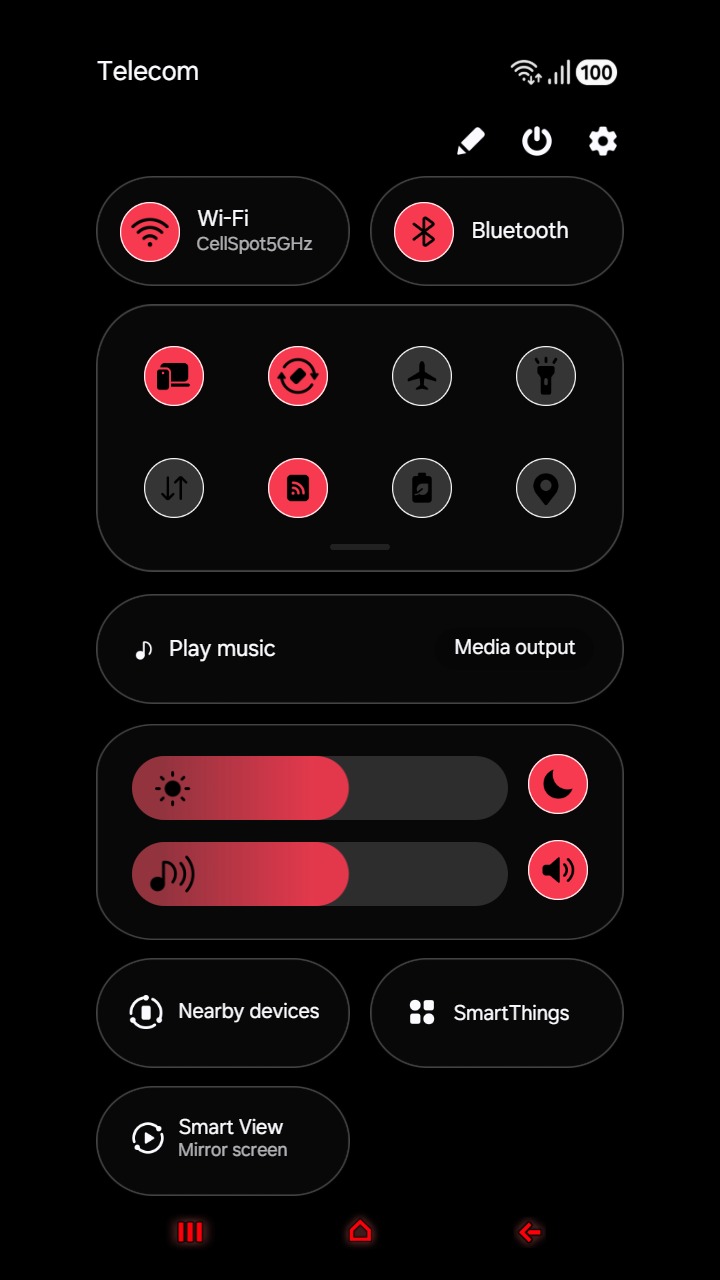 Telecom
100
Wi-Fi
CellSpot5GHz
Bluetooth
Play music
Media output
Nearby devices
SmartThings
Smart View
Mirror screen